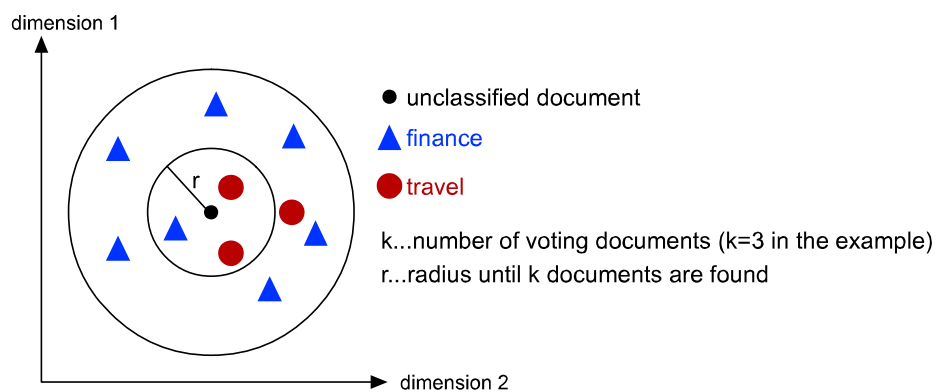 dimension 1
unclassified document
finance
r
travel
k...number of voting documents (k=3 in the example)
r...radius until k documents are found
dimension 2